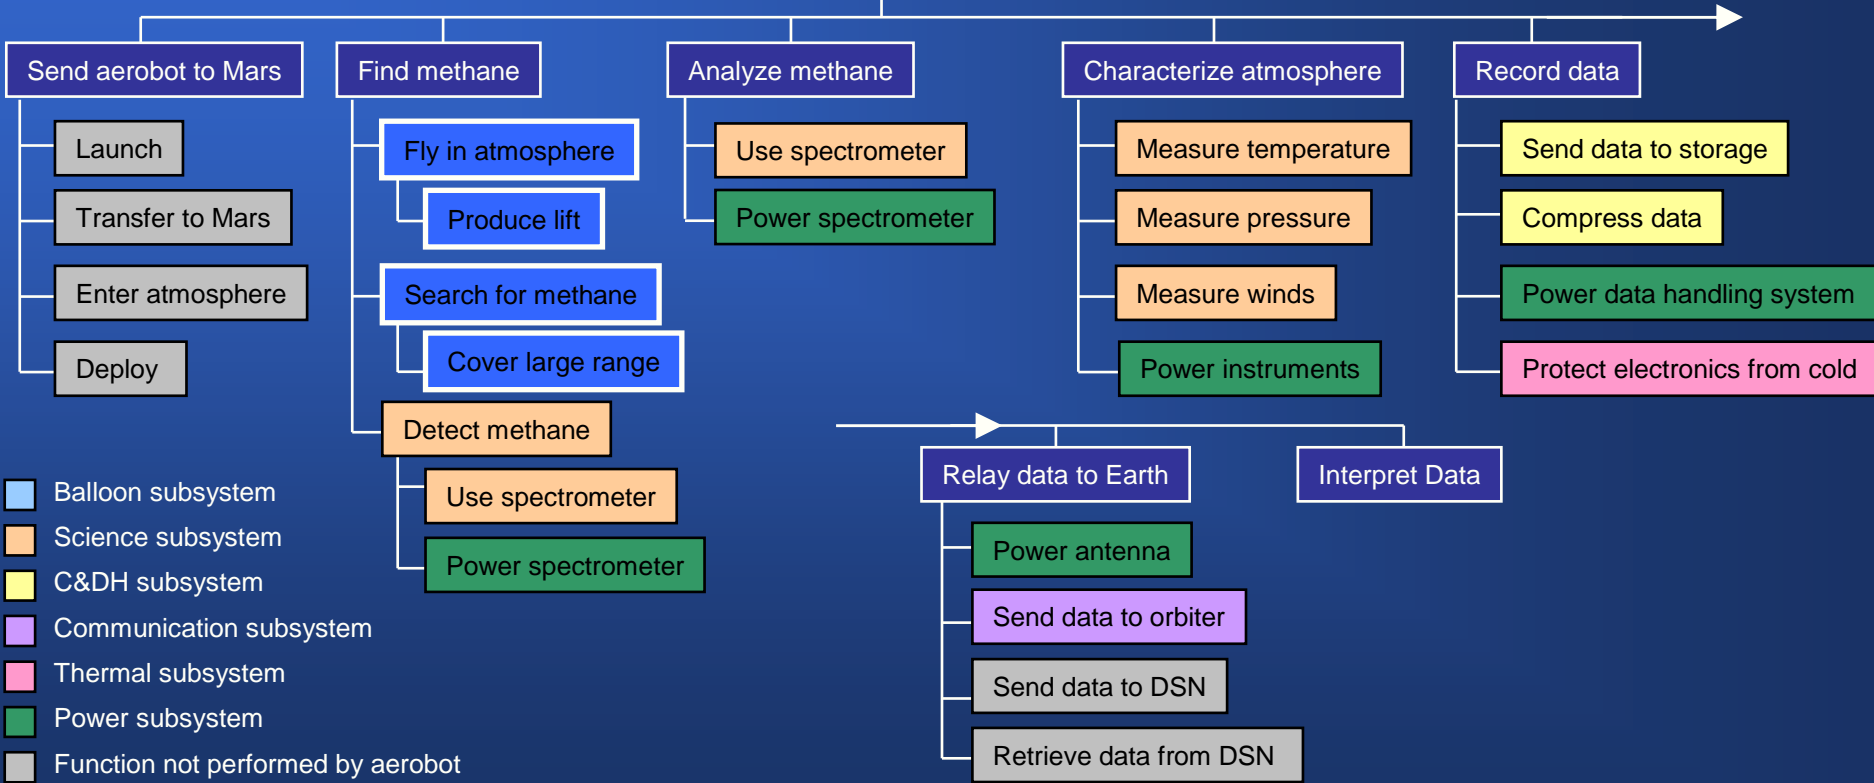 Send aerobot to Mars
Launch
Transfer to Mars
Enter atmosphere
Deploy
Find methane
Fly in atmosphere
Produce lift
Search for methane
Cover large range
Detect methane
Use spectrometer
Power spectrometer
Analyze methane
Use spectrometer
Power spectrometer
Characterize atmosphere
Measure temperature
Measure pressure
Measure winds
Power instruments
Record data
Send data to storage
Compress data
Power data handling system
Protect electronics from cold
Relay data to Earth
Power antenna
Send data to orbiter
Send data to DSN
Retrieve data from DSN
Interpret Data
Balloon subsystem
Science subsystem
C&DH subsystem
Communication subsystem
Thermal subsystem
Power subsystem
Function not performed by aerobot